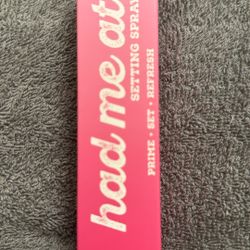 had me at
SETTING SPRAY
PRIME + SET + REFRESH